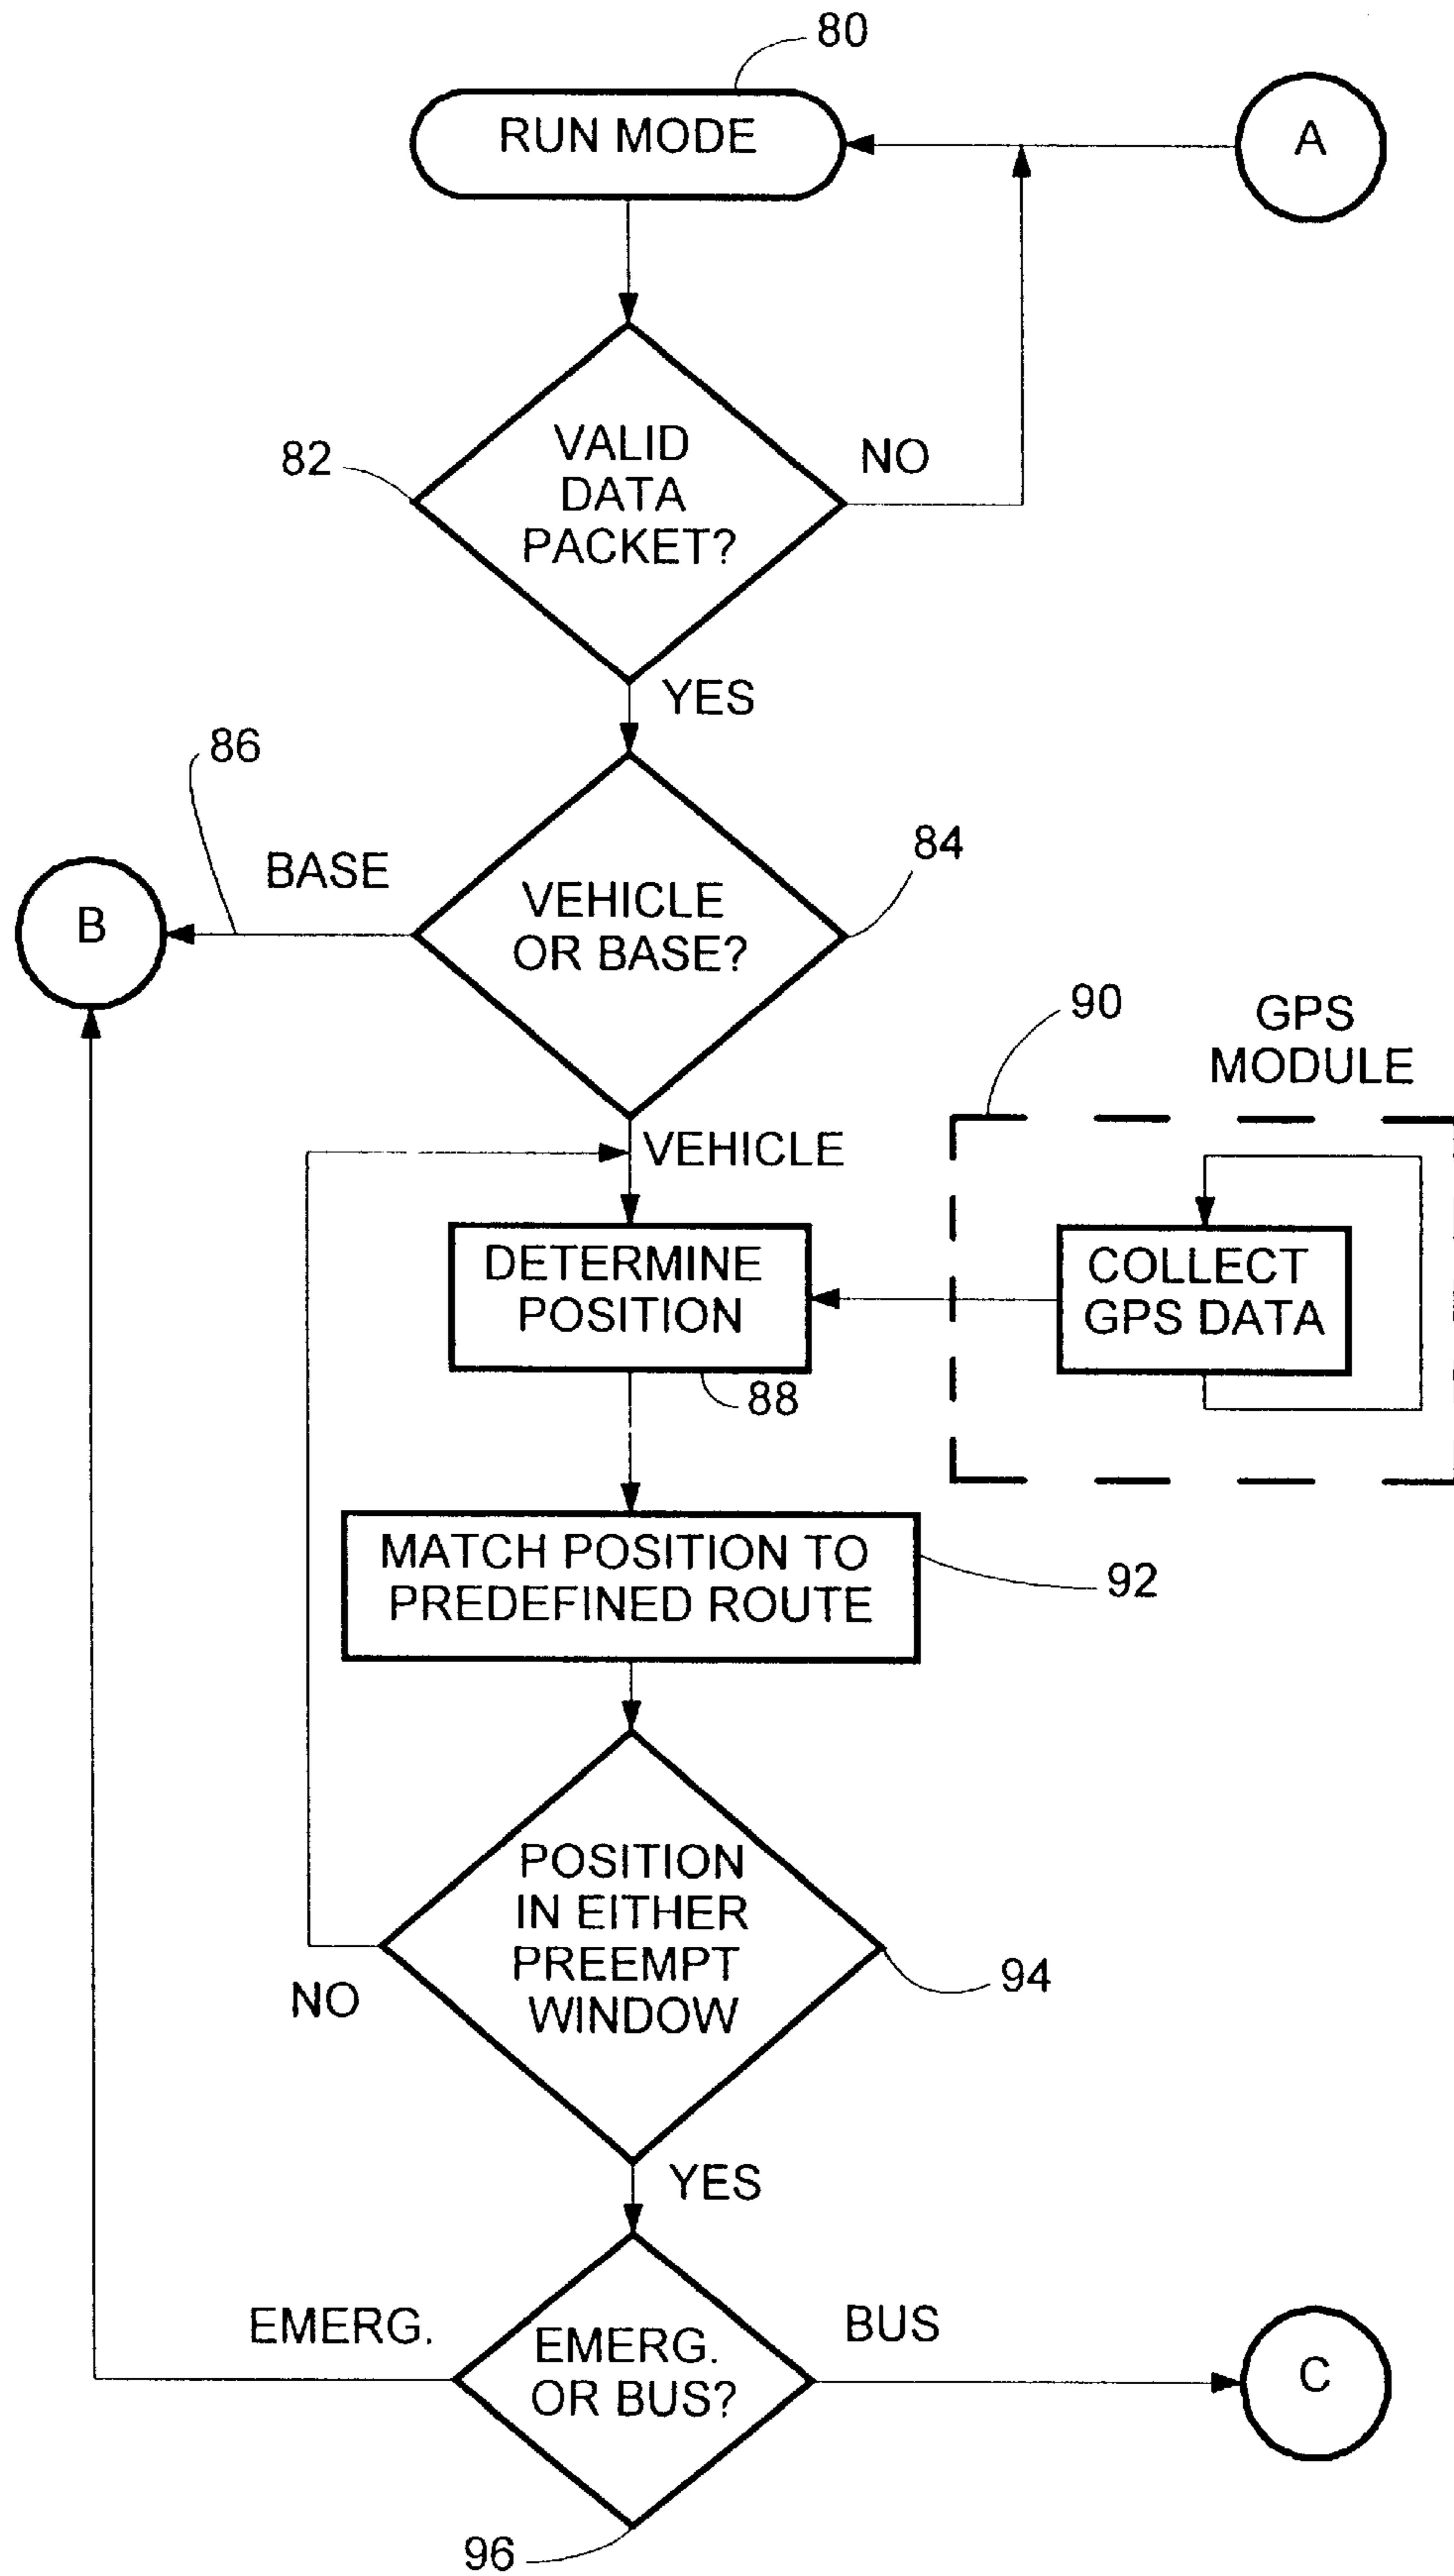 80
RUN MODE
A
82
VALID
DATA
PACKET?
NO
YES
86
BASE
B
VEHICLE
OR BASE?
84
90
GPS
MODULE
VEHICLE
DETERMINE
POSITION
88
COLLECT
GPS DATA
MATCH POSITION TO
PREDEFINED ROUTE
92
POSITION
IN EITHER
PREEMPT
WINDOW
94
NO
YES
EMERG.
EMERG.
OR BUS?
BUS
C
96